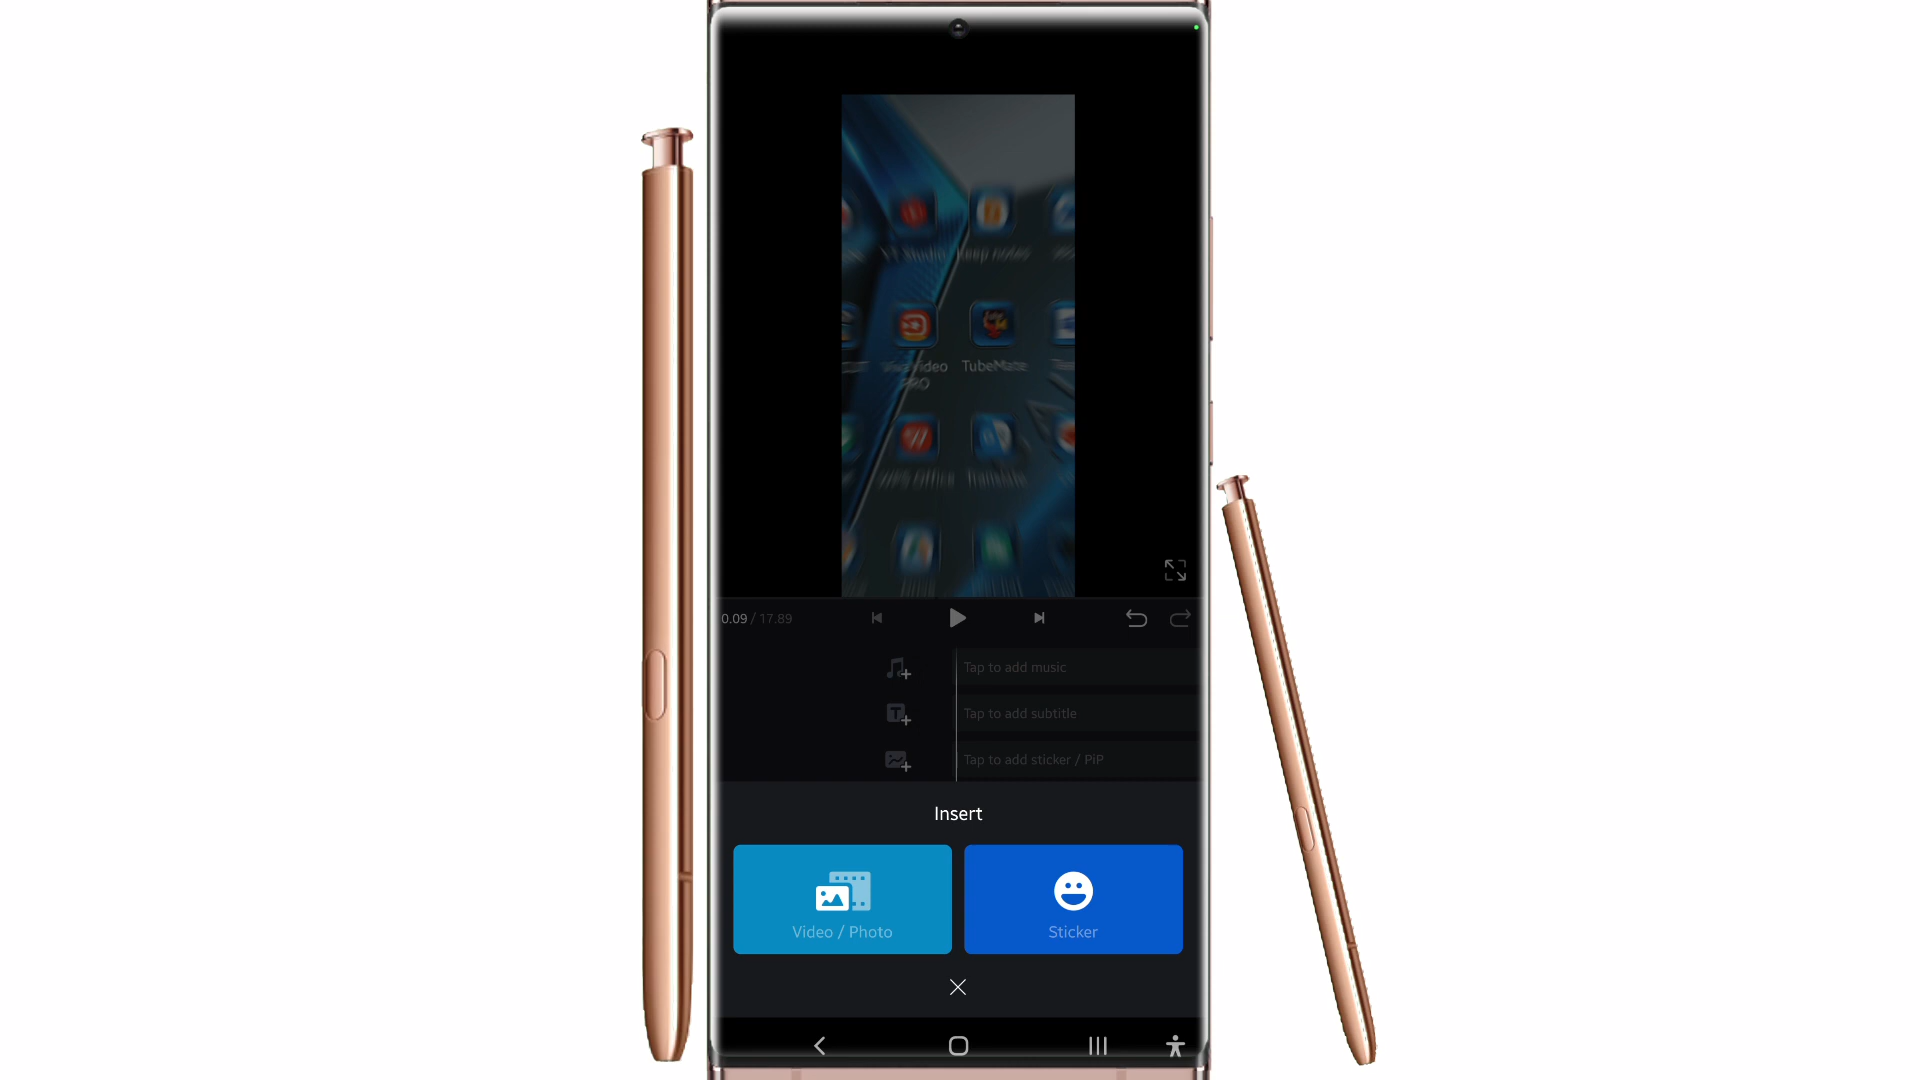 TubeMate
0.09 / 17.89
Tap to add music
Tap to add subtitle
Tap to add sticker / PiP
Insert
Video / Photo
Sticker